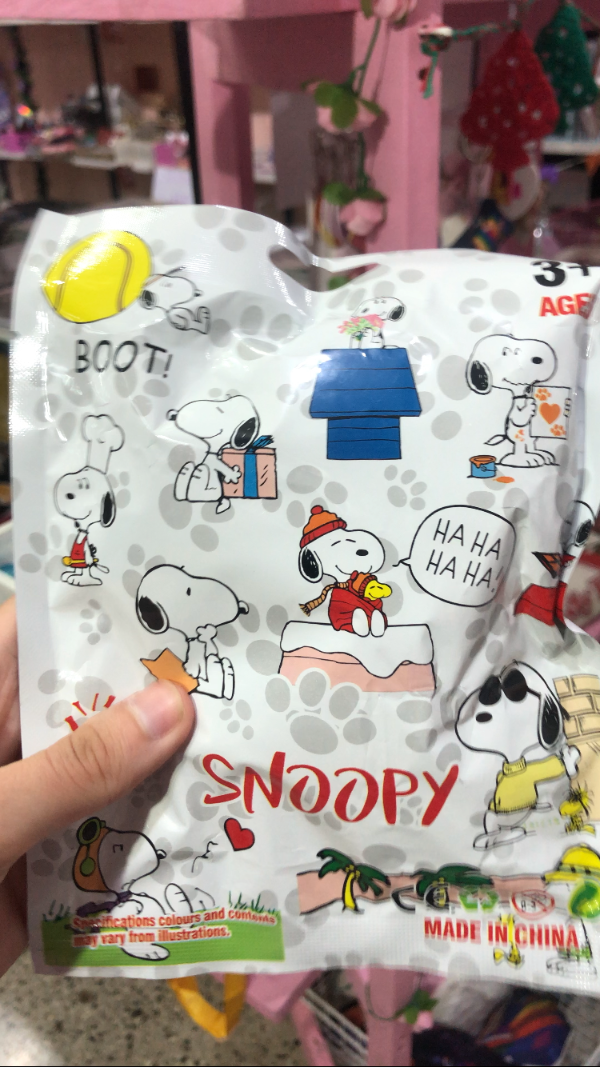 3+
AGE
BOOT!
HA HA
HA HA!
SNOOPY
Specifications colours and contents
may vary from illustrations.
MADE IN CHINA